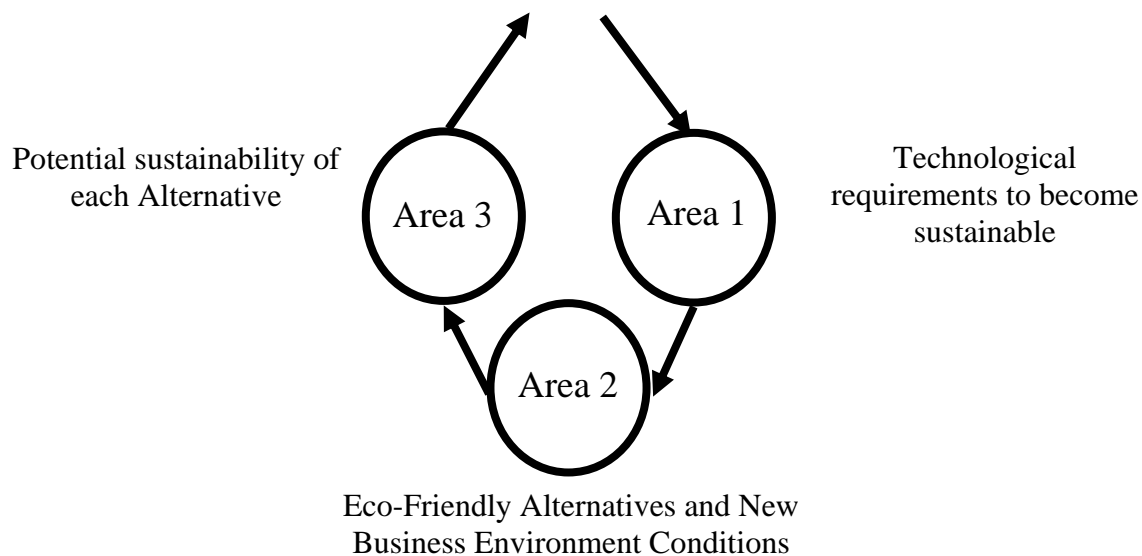 Potential sustainability of
each Alternative
Area 3
Area 1
Technological
requirements to become
sustainable
Area 2
Eco-Friendly Alternatives and New
Business Environment Conditions